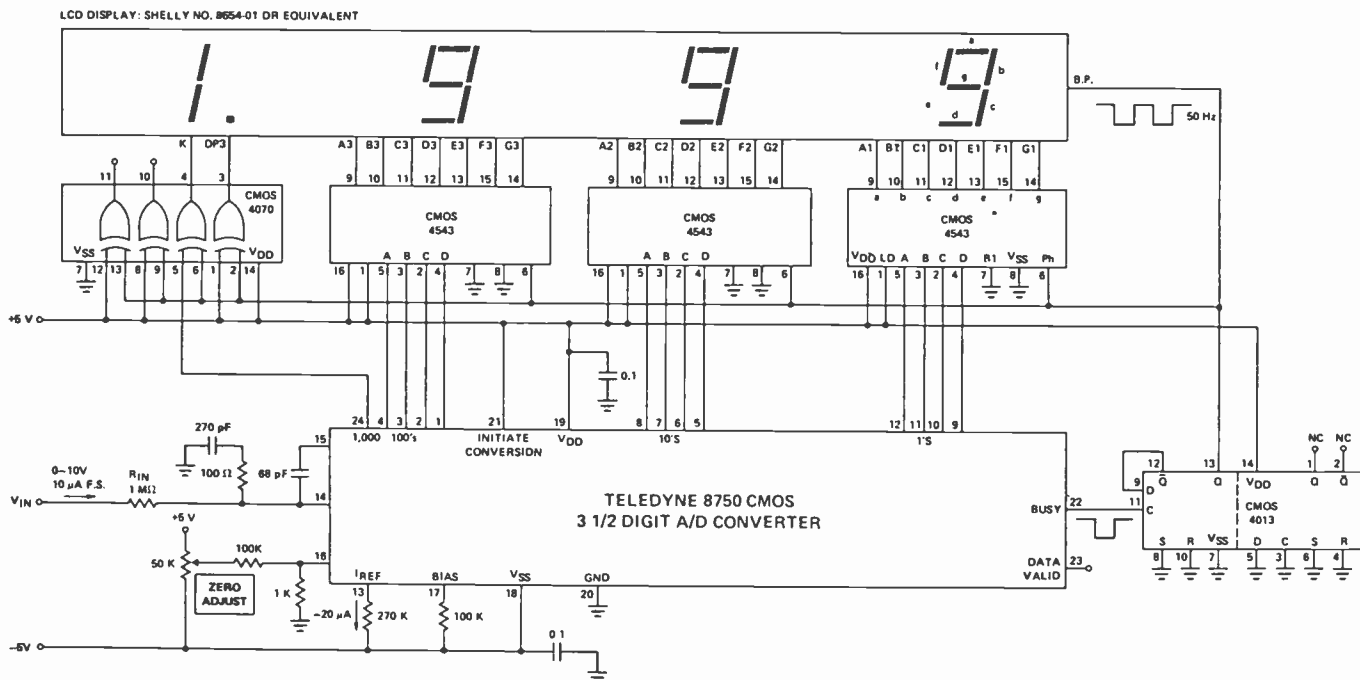 LCD DISPLAY: SHELLY NO. 8654-01 OR EQUIVALENT
1. 9 9 9
a
f b
g
e c
d
B.P.
50 Hz
K DP3 A3 B3 C3 D3 E3 F3 G3 A2 B2 C2 D2 E2 F2 G2 A1 B2 C1 D1 E1 F1 G1
11 10 4 3 9 10 11 12 13 15 14 9 10 11 12 13 15 14 9 10 11 12 13 15 14
a b c d e f g
CMOS
4070
CMOS
4543
CMOS
4543
CMOS
4543
VSS VDD
A B C D
A B C D
VDD LD A B C D B1 VSS Ph
7 12 13 8 9 5 6 1 2 14
16 1 5 3 2 4 7 8 6
16 1 5 3 2 4 7 8 6
16 1 5 3 2 4 7 8 6
+5 V
0.1
24 4 3 2 1 21 19 8 7 6 5 12 11 10 9
1,000 100's INITIATE CONVERSION VDD 10'S 1'S
270 pF
100 Ω
68 pF
15
0–10V
10 μA F.S.
RIN
1 MΩ
VIN
14
TELEDYNE 8750 CMOS
3 1/2 DIGIT A/D CONVERTER
BUSY 22
DATA VALID 23
12 13 14 1 2
NC NC
9 11
Q̅ Q VDD Q Q̅
D
C
CMOS
4013
S R VSS D C S R
8 10 7 5 3 6 4
+5 V
50 K
100K
16
ZERO
ADJUST
1 K
IREF BIAS VSS GND
13 17 18 20
–20 μA
270 K
100 K
0 1
–5V